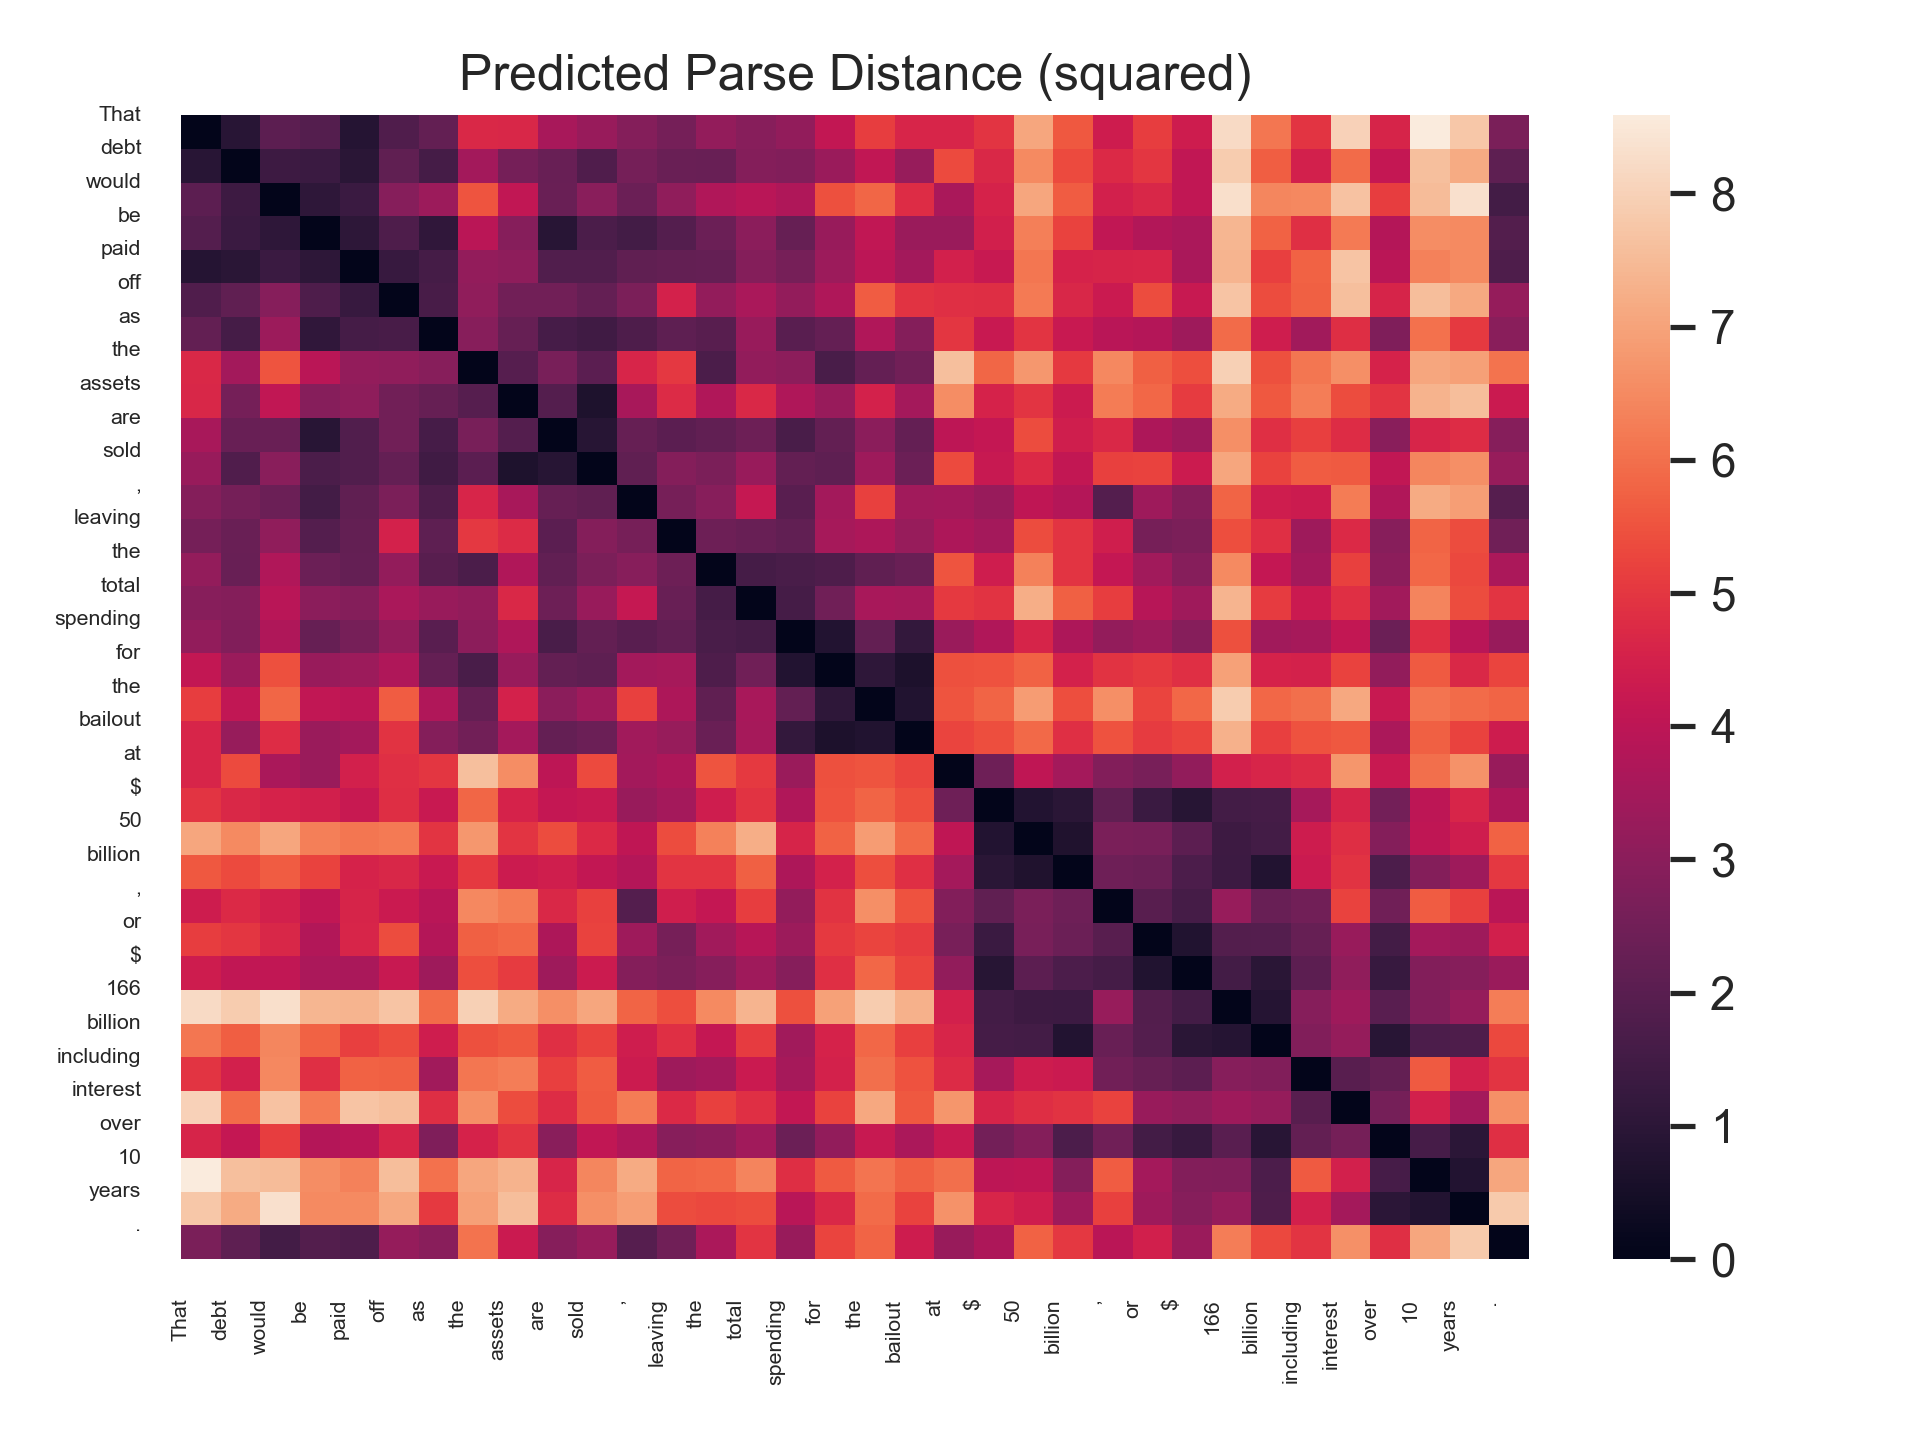 Predicted Parse Distance (squared)
That
debt
would
be
paid
off
as
the
assets
are
sold
,
leaving
the
total
spending
for
the
bailout
at
$
50
billion
,
or
$
166
billion
including
interest
over
10
years
.
8
7
6
5
4
3
2
1
0
That
debt
would
be
paid
off
as
the
assets
are
sold
,
leaving
the
total
spending
for
the
bailout
at
$
50
billion
,
or
$
166
billion
including
interest
over
10
years
.